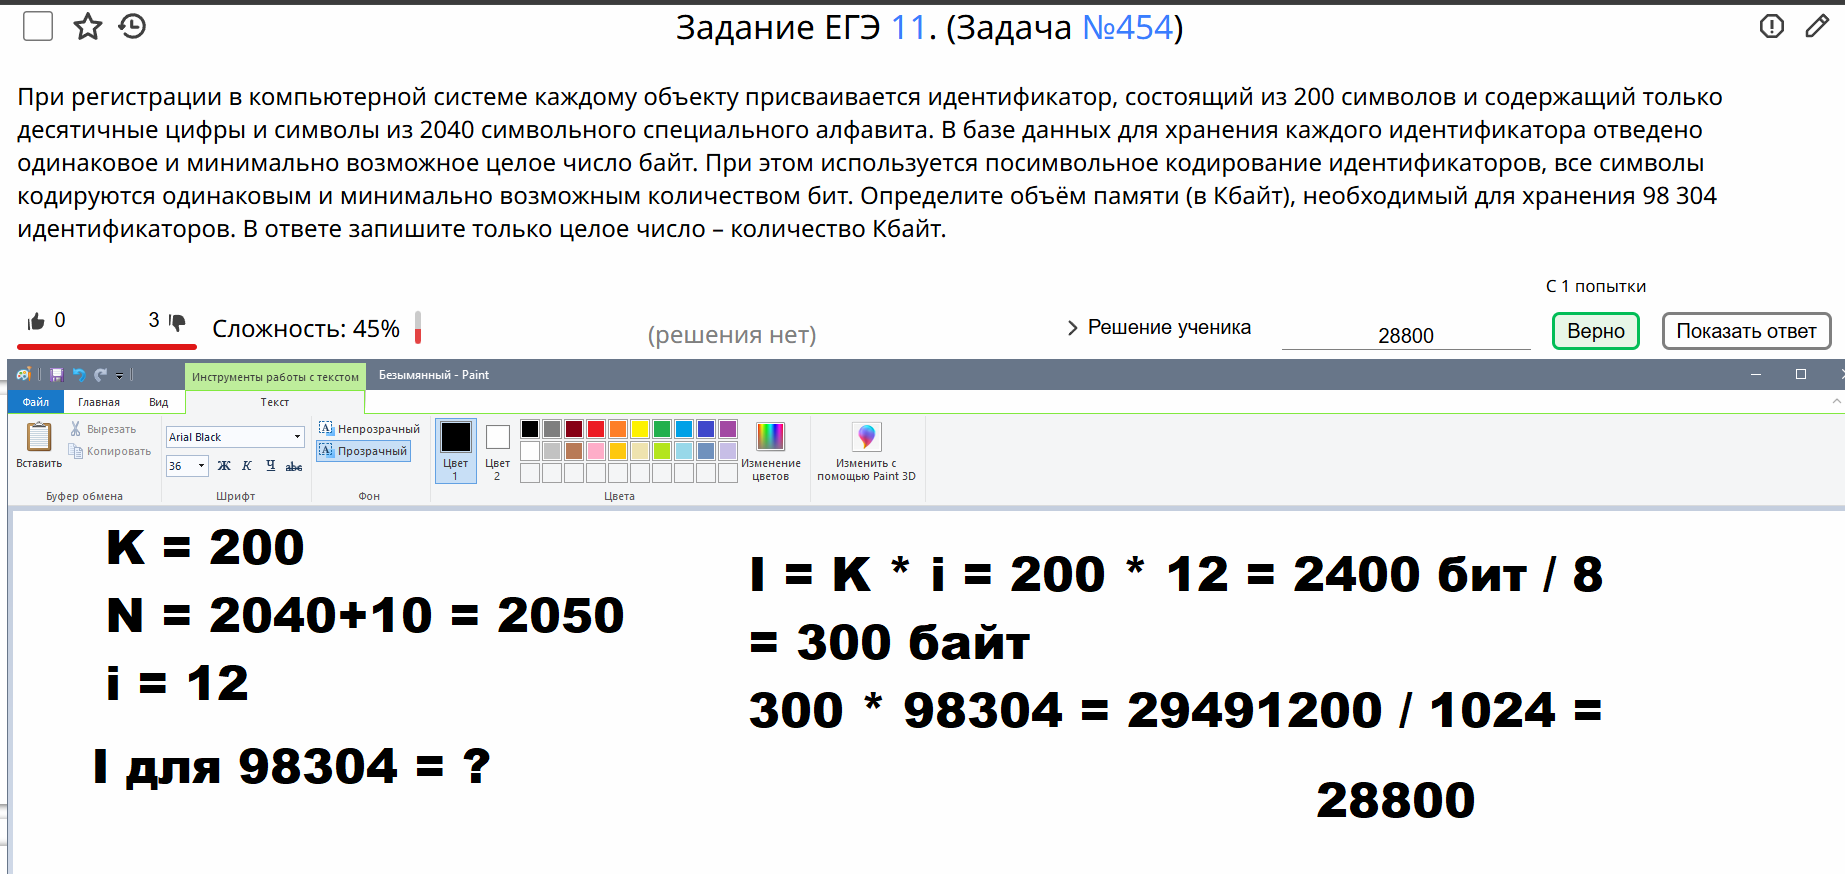 Задание ЕГЭ 11. (Задача №454)
При регистрации в компьютерной системе каждому объекту присваивается идентификатор, состоящий из 200 символов и содержащий только
десятичные цифры и символы из 2040 символьного специального алфавита. В базе данных для хранения каждого идентификатора отведено
одинаковое и минимально возможное целое число байт. При этом используется посимвольное кодирование идентификаторов, все символы
кодируются одинаковым и минимально возможным количеством бит. Определите объём памяти (в Кбайт), необходимый для хранения 98 304
идентификаторов. В ответе запишите только целое число – количество Кбайт.
С 1 попытки
0 3 Сложность: 45% (решения нет) Решение ученика 28800 Верно Показать ответ
Инструменты работы с текстом Безымянный - Paint
Файл Главная Вид Текст
Вставить Вырезать Копировать Буфер обмена
Arial Black 36 Ж К Ч abc Шрифт
Непрозрачный Прозрачный Фон
Цвет 1 Цвет 2 Цвета
Изменение цветов
Изменить с помощью Paint 3D
K = 200
N = 2040+10 = 2050
i = 12
I для 98304 = ?
I = K * i = 200 * 12 = 2400 бит / 8
= 300 байт
300 * 98304 = 29491200 / 1024 =
28800